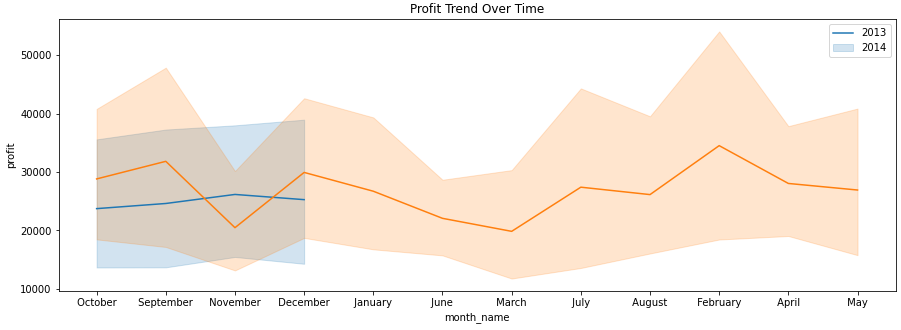 Profit Trend Over Time
2013
2014
50000
40000
30000
20000
10000
profit
October September November December January June March July August February April May
month_name